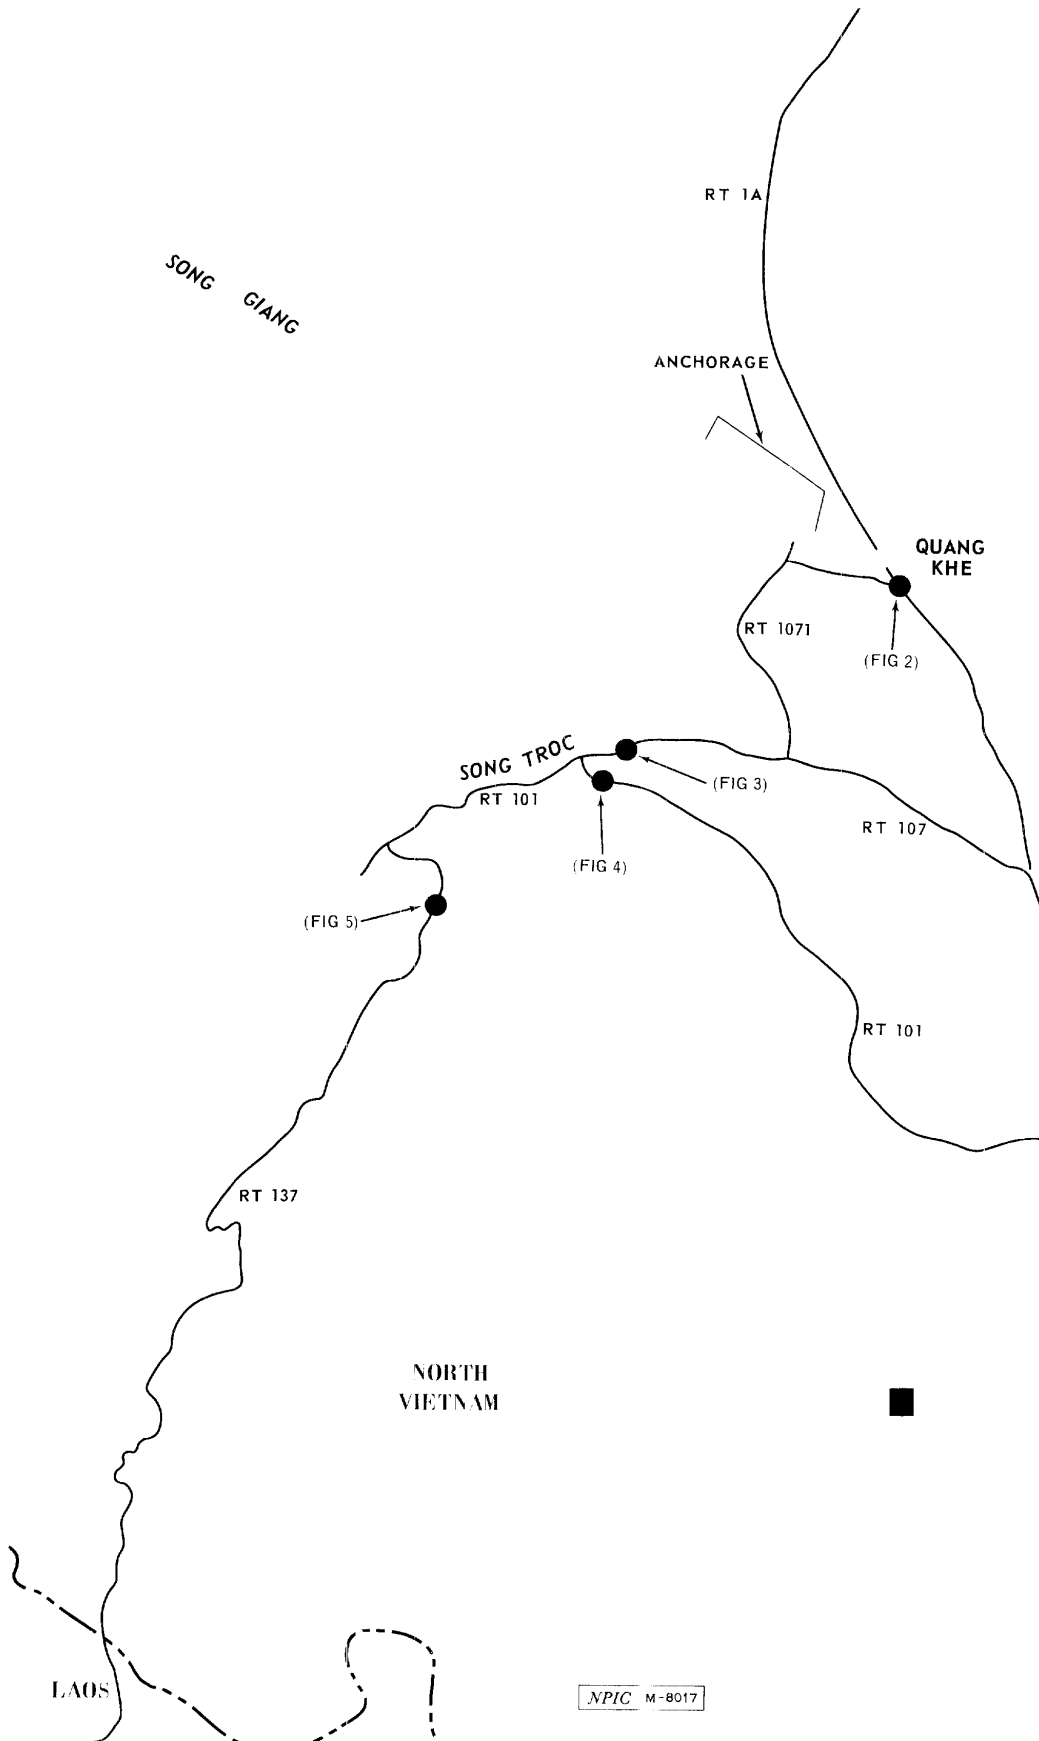 RT 1A
SONG GIANG
ANCHORAGE
QUANG
KHE
RT 1071
(FIG 2)
SONG TROC
(FIG 3)
RT 101
RT 107
(FIG 4)
(FIG 5)
RT 101
RT 137
NORTH
VIETNAM
LAOS
NPIC M-8017